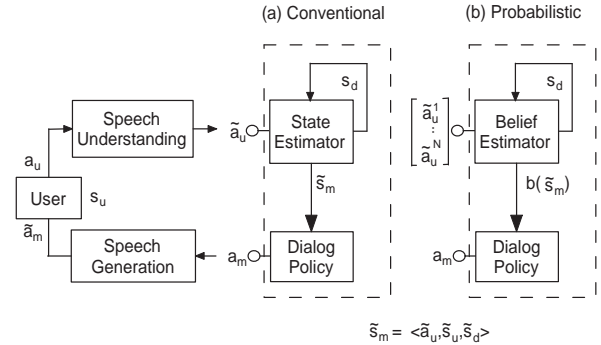 (a) Conventional
(b) Probabilistic
Speech
Understanding
ã_u
State
Estimator
s_d
[ã_u^1
:
ã_u^N]
Belief
Estimator
s_d
a_u
User
s_u
ã_m
s̃_m
b(s̃_m)
Speech
Generation
a_m
Dialog
Policy
a_m
Dialog
Policy
s̃_m = <ã_u,s̃_u,s̃_d>